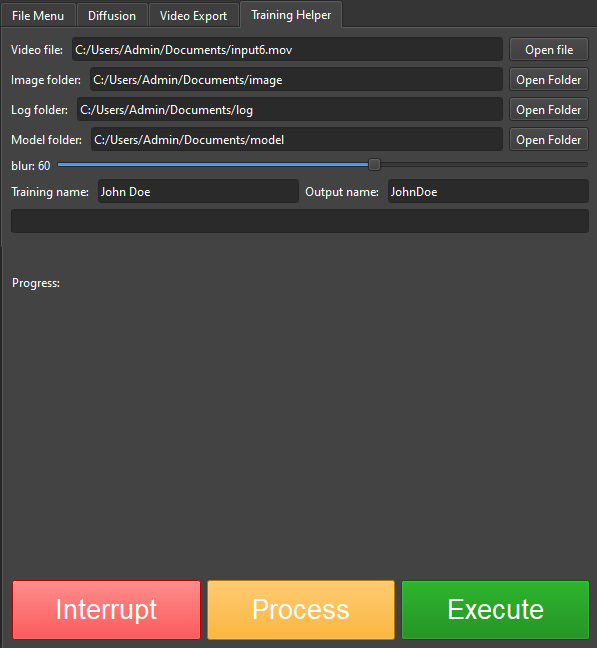 File Menu Diffusion Video Export Training Helper
Video file: C:/Users/Admin/Documents/input6.mov Open file
Image folder: C:/Users/Admin/Documents/image Open Folder
Log folder: C:/Users/Admin/Documents/log Open Folder
Model folder: C:/Users/Admin/Documents/model Open Folder
blur: 60
Training name: John Doe Output name: JohnDoe
Progress:
Interrupt Process Execute